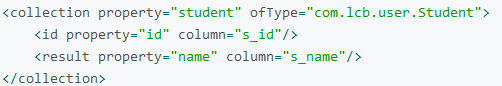 <collection property="student" ofType="com.lcb.user.Student">
    <id property="id" column="s_id"/>
    <result property="name" column="s_name"/>
</collection>